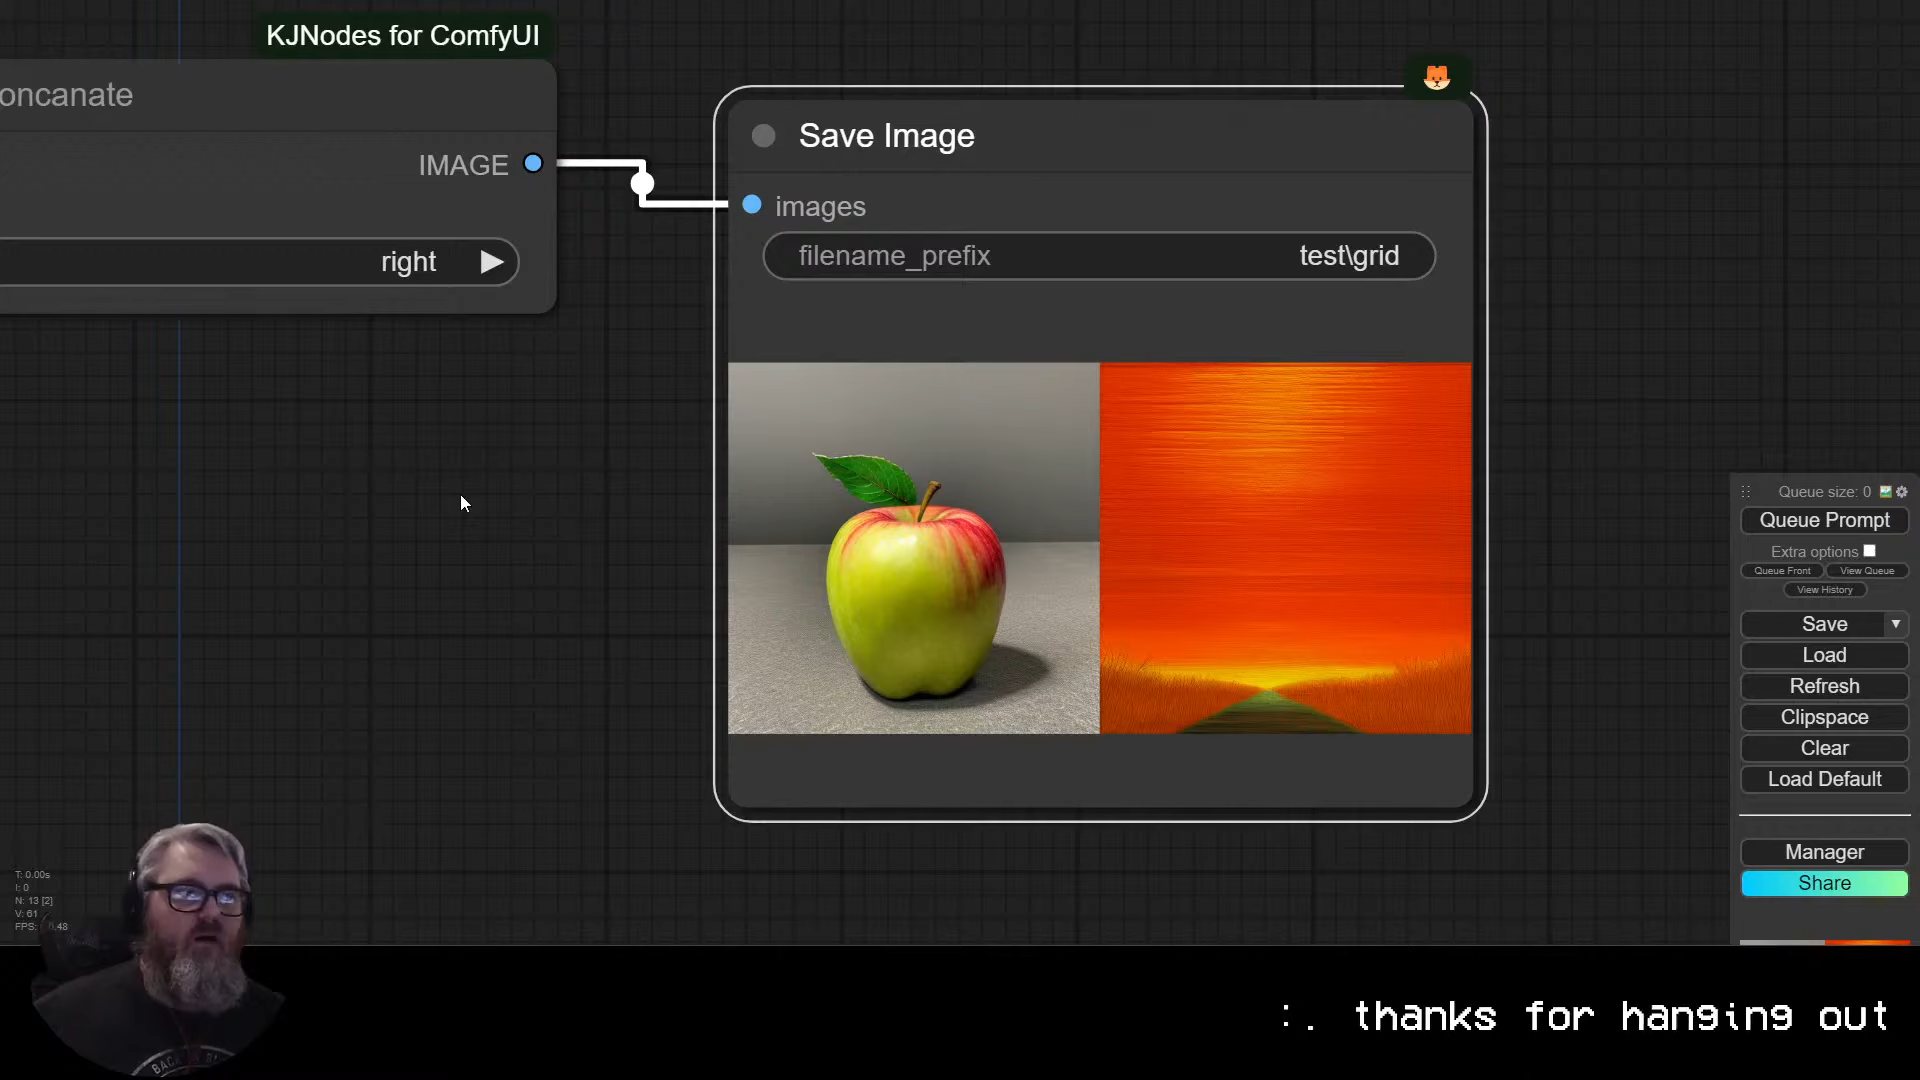 KJNodes for ComfyUI
oncanate
IMAGE
right
Save Image
images
filename_prefix
test\grid
Queue size: 0
Queue Prompt
Extra options
Queue Front
View Queue
View History
Save
Load
Refresh
Clipspace
Clear
Load Default
Manager
Share
T: 0.00s
I: 0
N: 13 [2]
V: 61
FPS:
:. thanks for hanging out